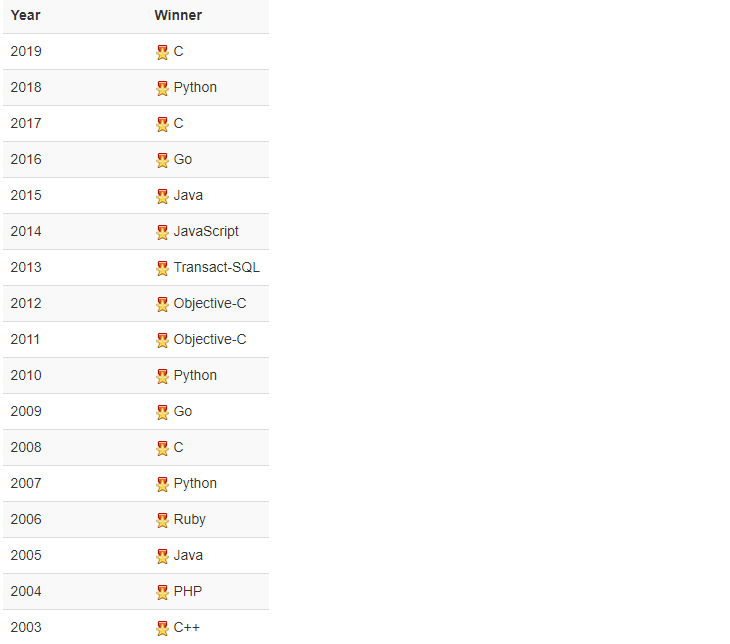 Year Winner
2019 C
2018 Python
2017 C
2016 Go
2015 Java
2014 JavaScript
2013 Transact-SQL
2012 Objective-C
2011 Objective-C
2010 Python
2009 Go
2008 C
2007 Python
2006 Ruby
2005 Java
2004 PHP
2003 C++